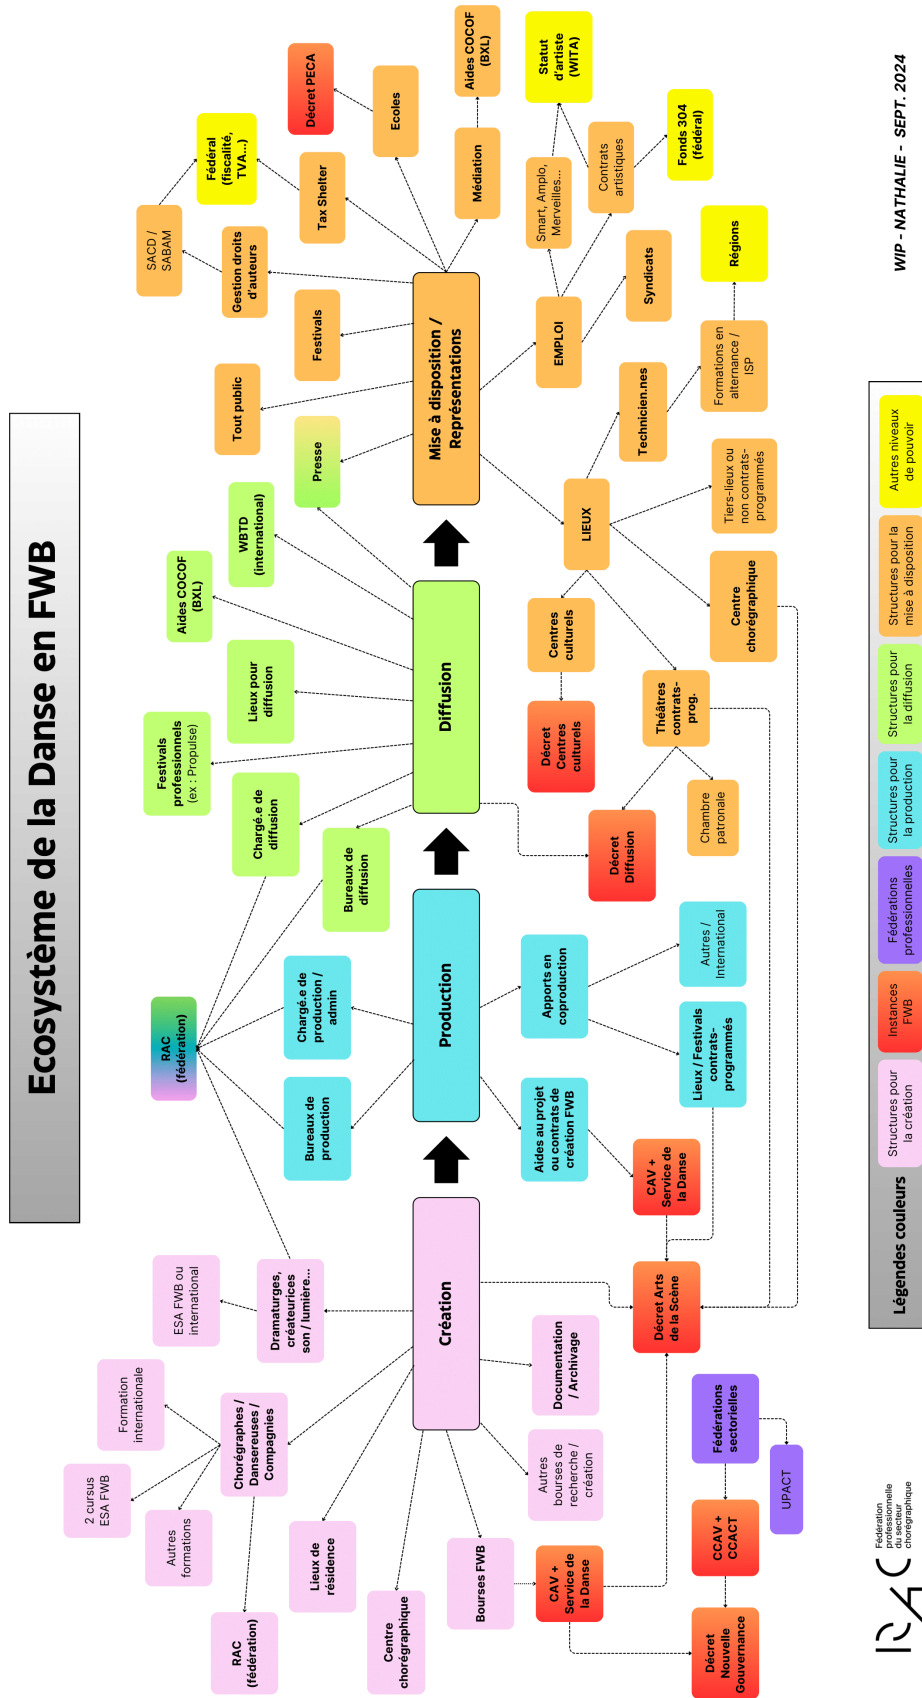 Ecosystème de la Danse en FWB
2 cursus
ESA FWB
Formation
internationale
Autres
formations
ESA FWB ou
international
RAC
(fédération)
Chorégraphes /
Dansereuses /
Compagnies
Dramaturges,
créateurices
son / lumière...
Lieux de
résidence
Centre
chorégraphique
Création
Bourses FWB
Autres
bourses de
recherche /
création
Documentation
/ Archivage
CAV +
Service de
la Danse
Décret
Nouvelle
Gouvernance
CCAV +
CCACT
Fédérations
sectorielles
UPACT
Décret Arts
de la Scène
RAC
(fédération)
Bureaux de
production
Chargé.e de
production /
admin
Production
Aides au projet
ou contrats de
création FWB
Apports en
coproduction
CAV +
Service de
la Danse
Lieux / Festivals
contrats-
programmés
Autres /
International
Festivals
professionnels
(ex : Propulse)
Aides COCOF
(BXL)
Chargé.e de
diffusion
Lieux pour
diffusion
WBTD
(international)
Bureaux de
diffusion
Presse
Diffusion
Décret
Diffusion
Décret
Centres
culturels
Centres
culturels
Théâtres
contrats-
prog.
Chambre
patronale
Centre
chorégraphique
Tiers-lieux ou
non contrats-
programmés
LIEUX
Technicien.nes
Formations en
alternance /
ISP
Régions
Mise à disposition /
Représentations
Tout public
Festivals
Gestion droits
d'auteurs
SACD /
SABAM
Fédéral
(fiscalité,
TVA...)
Tax Shelter
Décret PECA
Ecoles
Médiation
Aides COCOF
(BXL)
EMPLOI
Syndicats
Smart, Amplo,
Merveilles...
Contrats
artistiques
Statut
d'artiste
(WITA)
Fonds 304
(fédéral)
RAC
Fédération
professionnelle
du secteur
chorégraphique
Légendes couleurs
Structures pour
la création
Instances
FWB
Fédérations
professionnelles
Structures pour
la production
Structures pour
la diffusion
Structures pour la
mise à disposition
Autres niveaux
de pouvoir
WIP - NATHALIE - SEPT. 2024